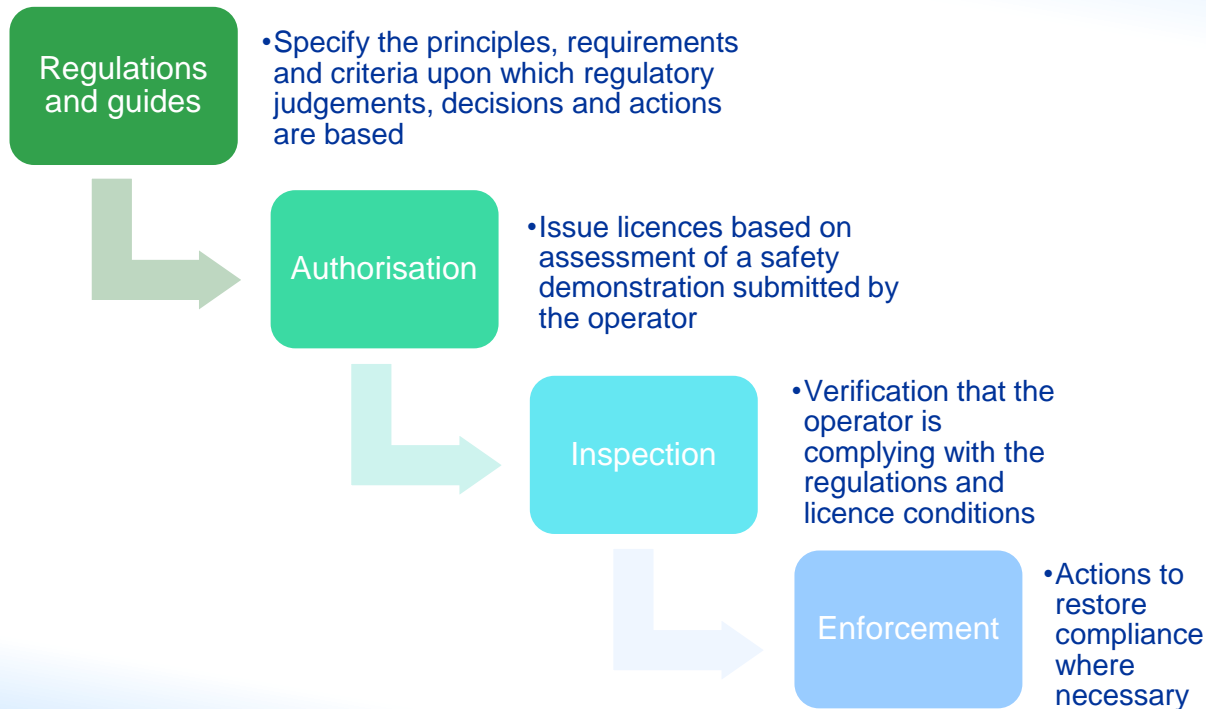 Regulations
and guides
•Specify the principles, requirements
and criteria upon which regulatory
judgements, decisions and actions
are based
Authorisation
•Issue licences based on
assessment of a safety
demonstration submitted by
the operator
Inspection
•Verification that the
operator is
complying with the
regulations and
licence conditions
Enforcement
•Actions to
restore
compliance
where
necessary